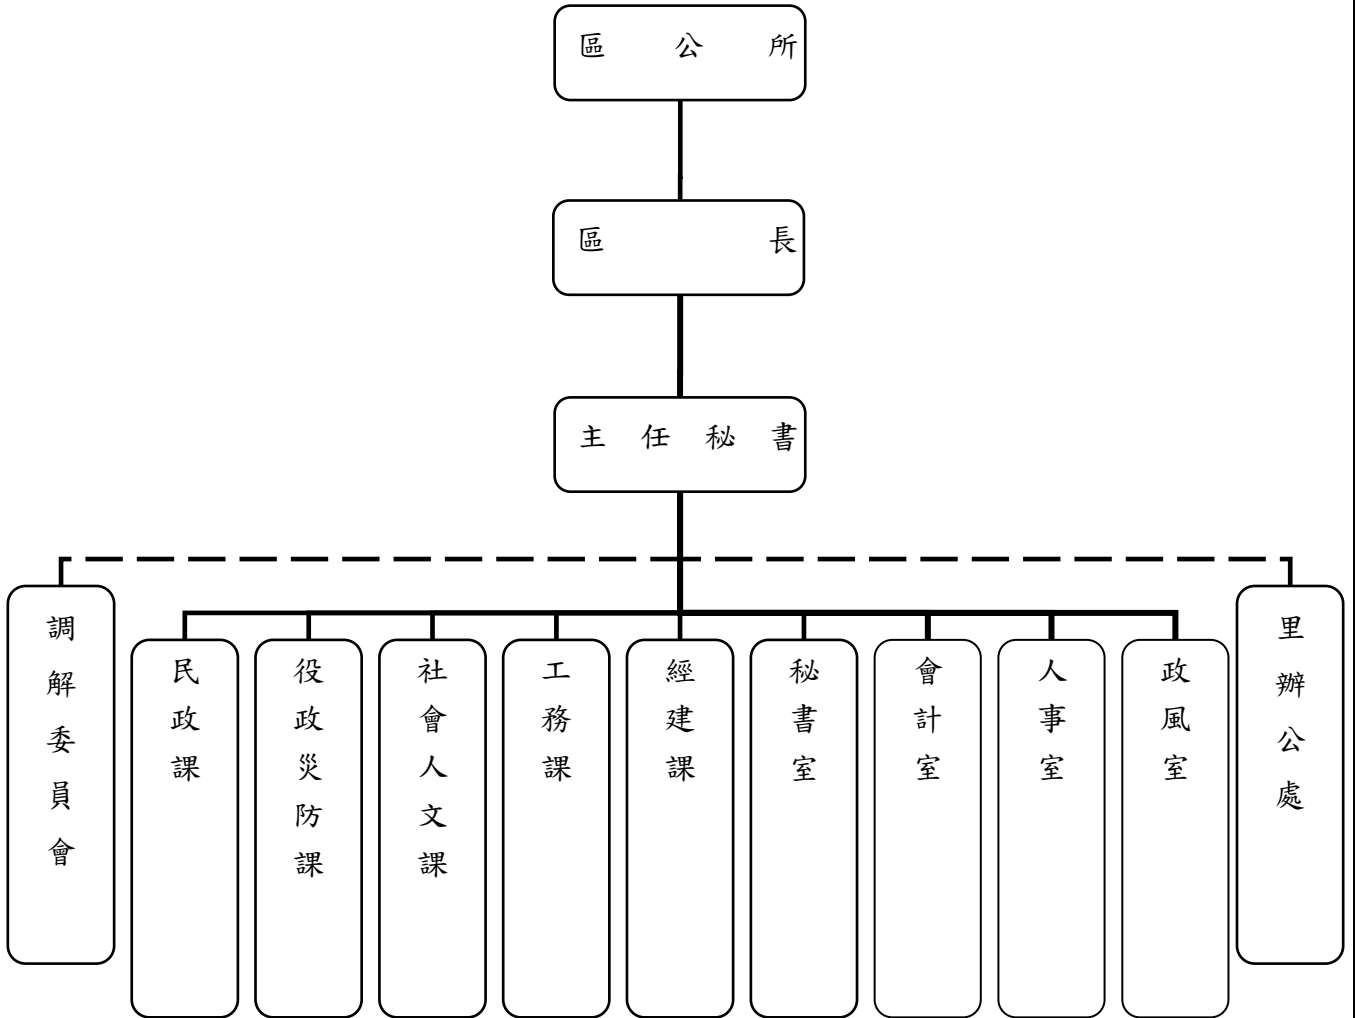 區公所
區長
主任秘書
調解委員會
民政課
役政災防課
社會人文課
工務課
經建課
秘書室
會計室
人事室
政風室
里辦公處